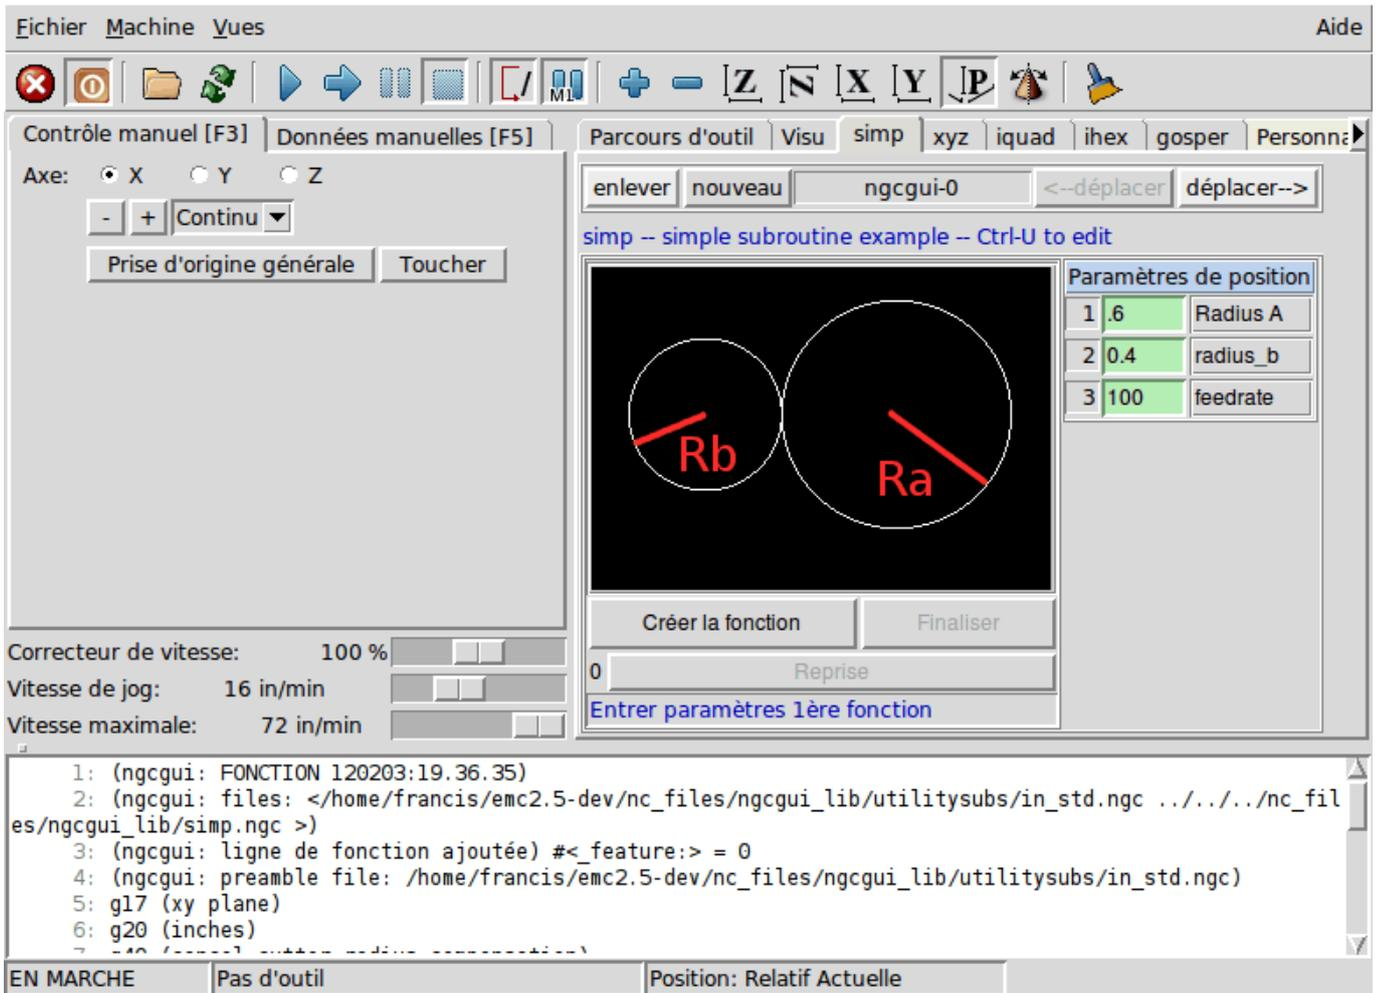 Fichier Machine Vues Aide
M1 Z N X Y P
Contrôle manuel [F3] Données manuelles [F5]
Axe: X Y Z
- + Continu
Prise d'origine générale Toucher
Correcteur de vitesse: 100 %
Vitesse de jog: 16 in/min
Vitesse maximale: 72 in/min
Parcours d'outil Visu simp xyz iquad ihex gosper
enlever nouveau ngcgui-0 <--déplacer déplacer-->
simp -- simple subroutine example -- Ctrl-U to edit
Rb
Ra
Paramètres de position
1 .6 Radius A
2 0.4 radius_b
3 100 feedrate
Créer la fonction Finaliser
0 Reprise
Entrer paramètres 1ère fonction
1: (ngcgui: FONCTION 120203:19.36.35)
2: (ngcgui: files: </home/francis/emc2.5-dev/nc_files/ngcgui_lib/utilitysubs/in_std.ngc ../../../nc_fil
es/ngcgui_lib/simp.ngc >)
3: (ngcgui: ligne de fonction ajoutée) #<_feature:> = 0
4: (ngcgui: preamble file: /home/francis/emc2.5-dev/nc_files/ngcgui_lib/utilitysubs/in_std.ngc)
5: g17 (xy plane)
6: g20 (inches)
EN MARCHE Pas d'outil Position: Relatif Actuelle